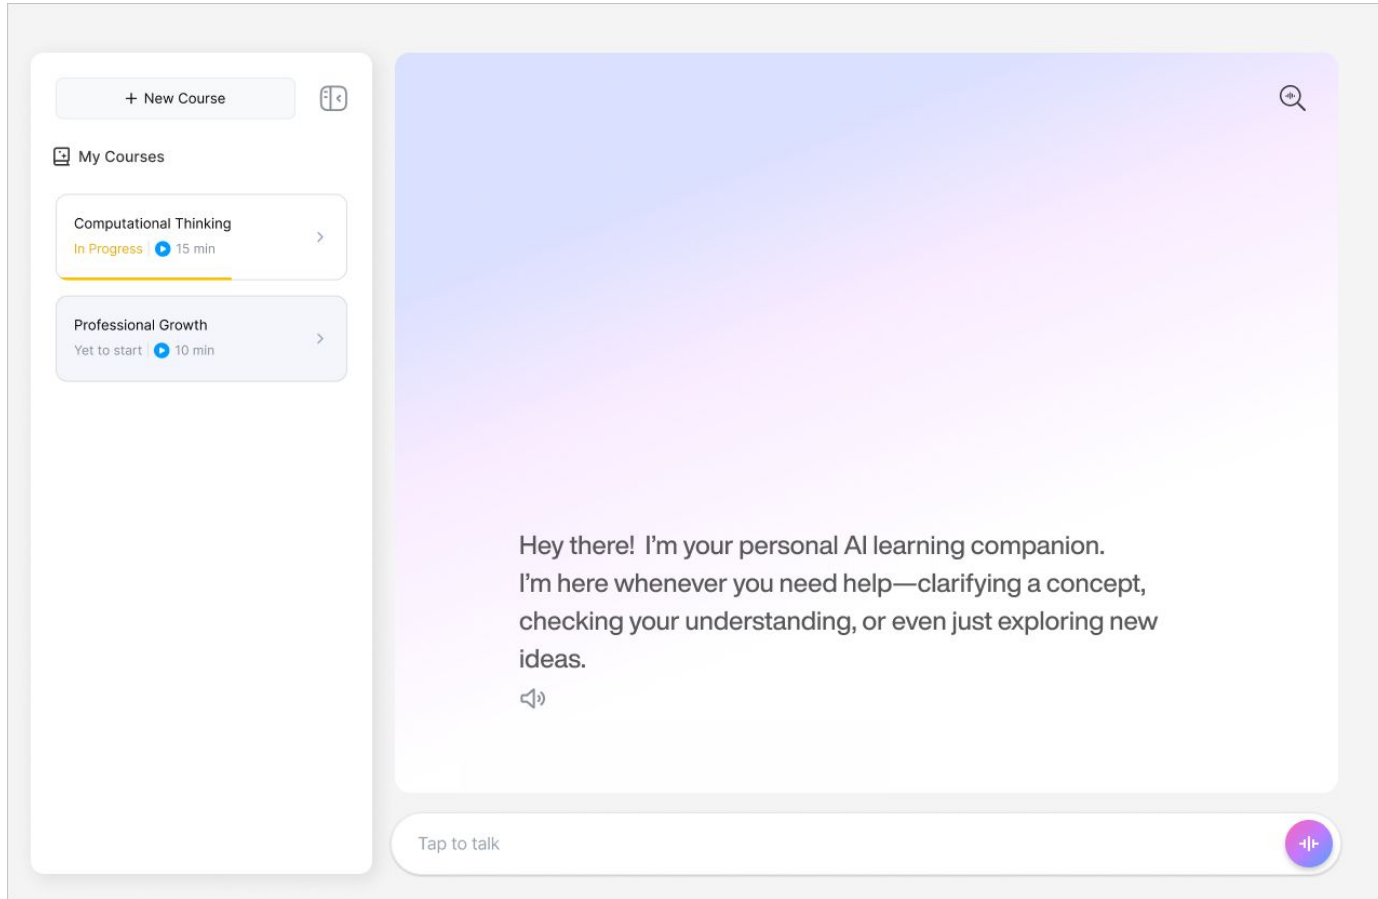 + New Course
My Courses
Computational Thinking
In Progress 15 min
Professional Growth
Yet to start 10 min
Hey there! I'm your personal AI learning companion.
I'm here whenever you need help—clarifying a concept,
checking your understanding, or even just exploring new
ideas.
Tap to talk